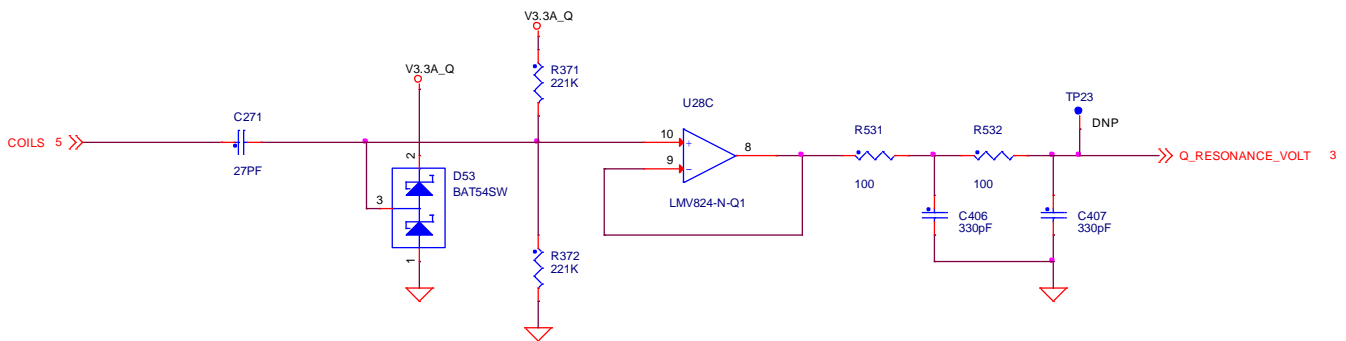 V3.3A_Q
V3.3A_Q
R371
221K
C271
27PF
COILS 5
2
3
D53
BAT54SW
1
R372
221K
U28C
10
+
9
-
8
LMV824-N-Q1
R531
100
R532
100
TP23
DNP
Q_RESONANCE_VOLT 3
C406
330pF
C407
330pF